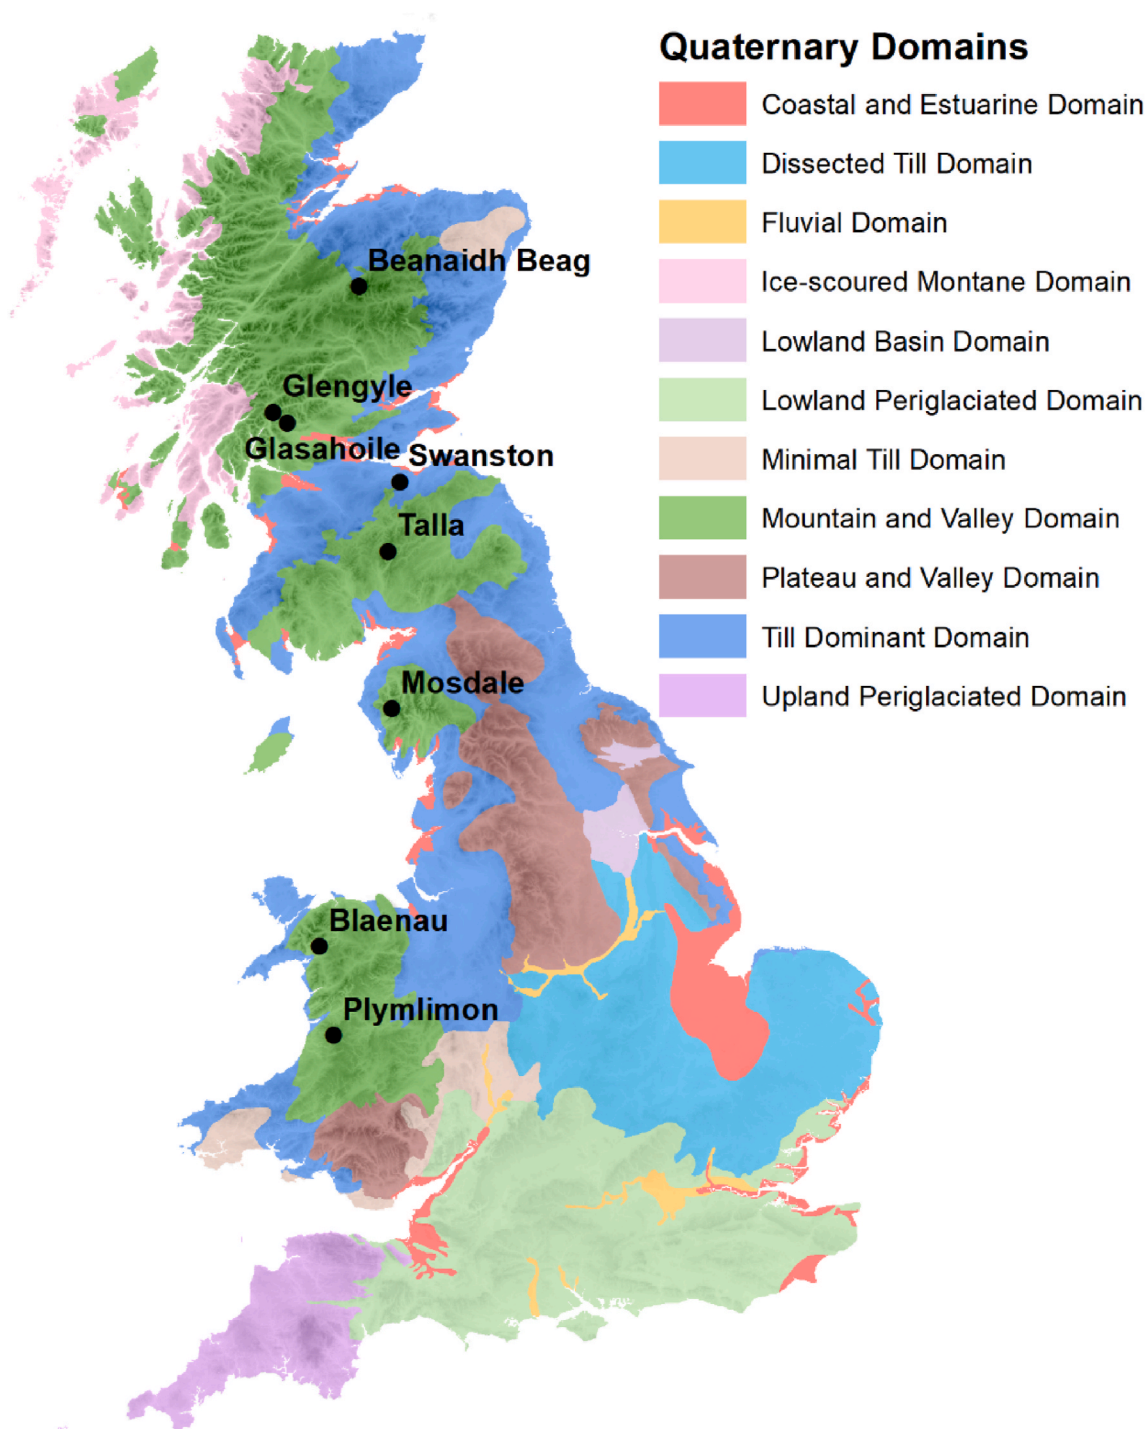 Quaternary Domains
Coastal and Estuarine Domain
Dissected Till Domain
Fluvial Domain
Ice-scoured Montane Domain
Lowland Basin Domain
Lowland Periglaciated Domain
Minimal Till Domain
Mountain and Valley Domain
Plateau and Valley Domain
Till Dominant Domain
Upland Periglaciated Domain
Beanaidh Beag
Glengyle
Glasahoile
Swanston
Talla
Mosdale
Blaenau
Plymlimon